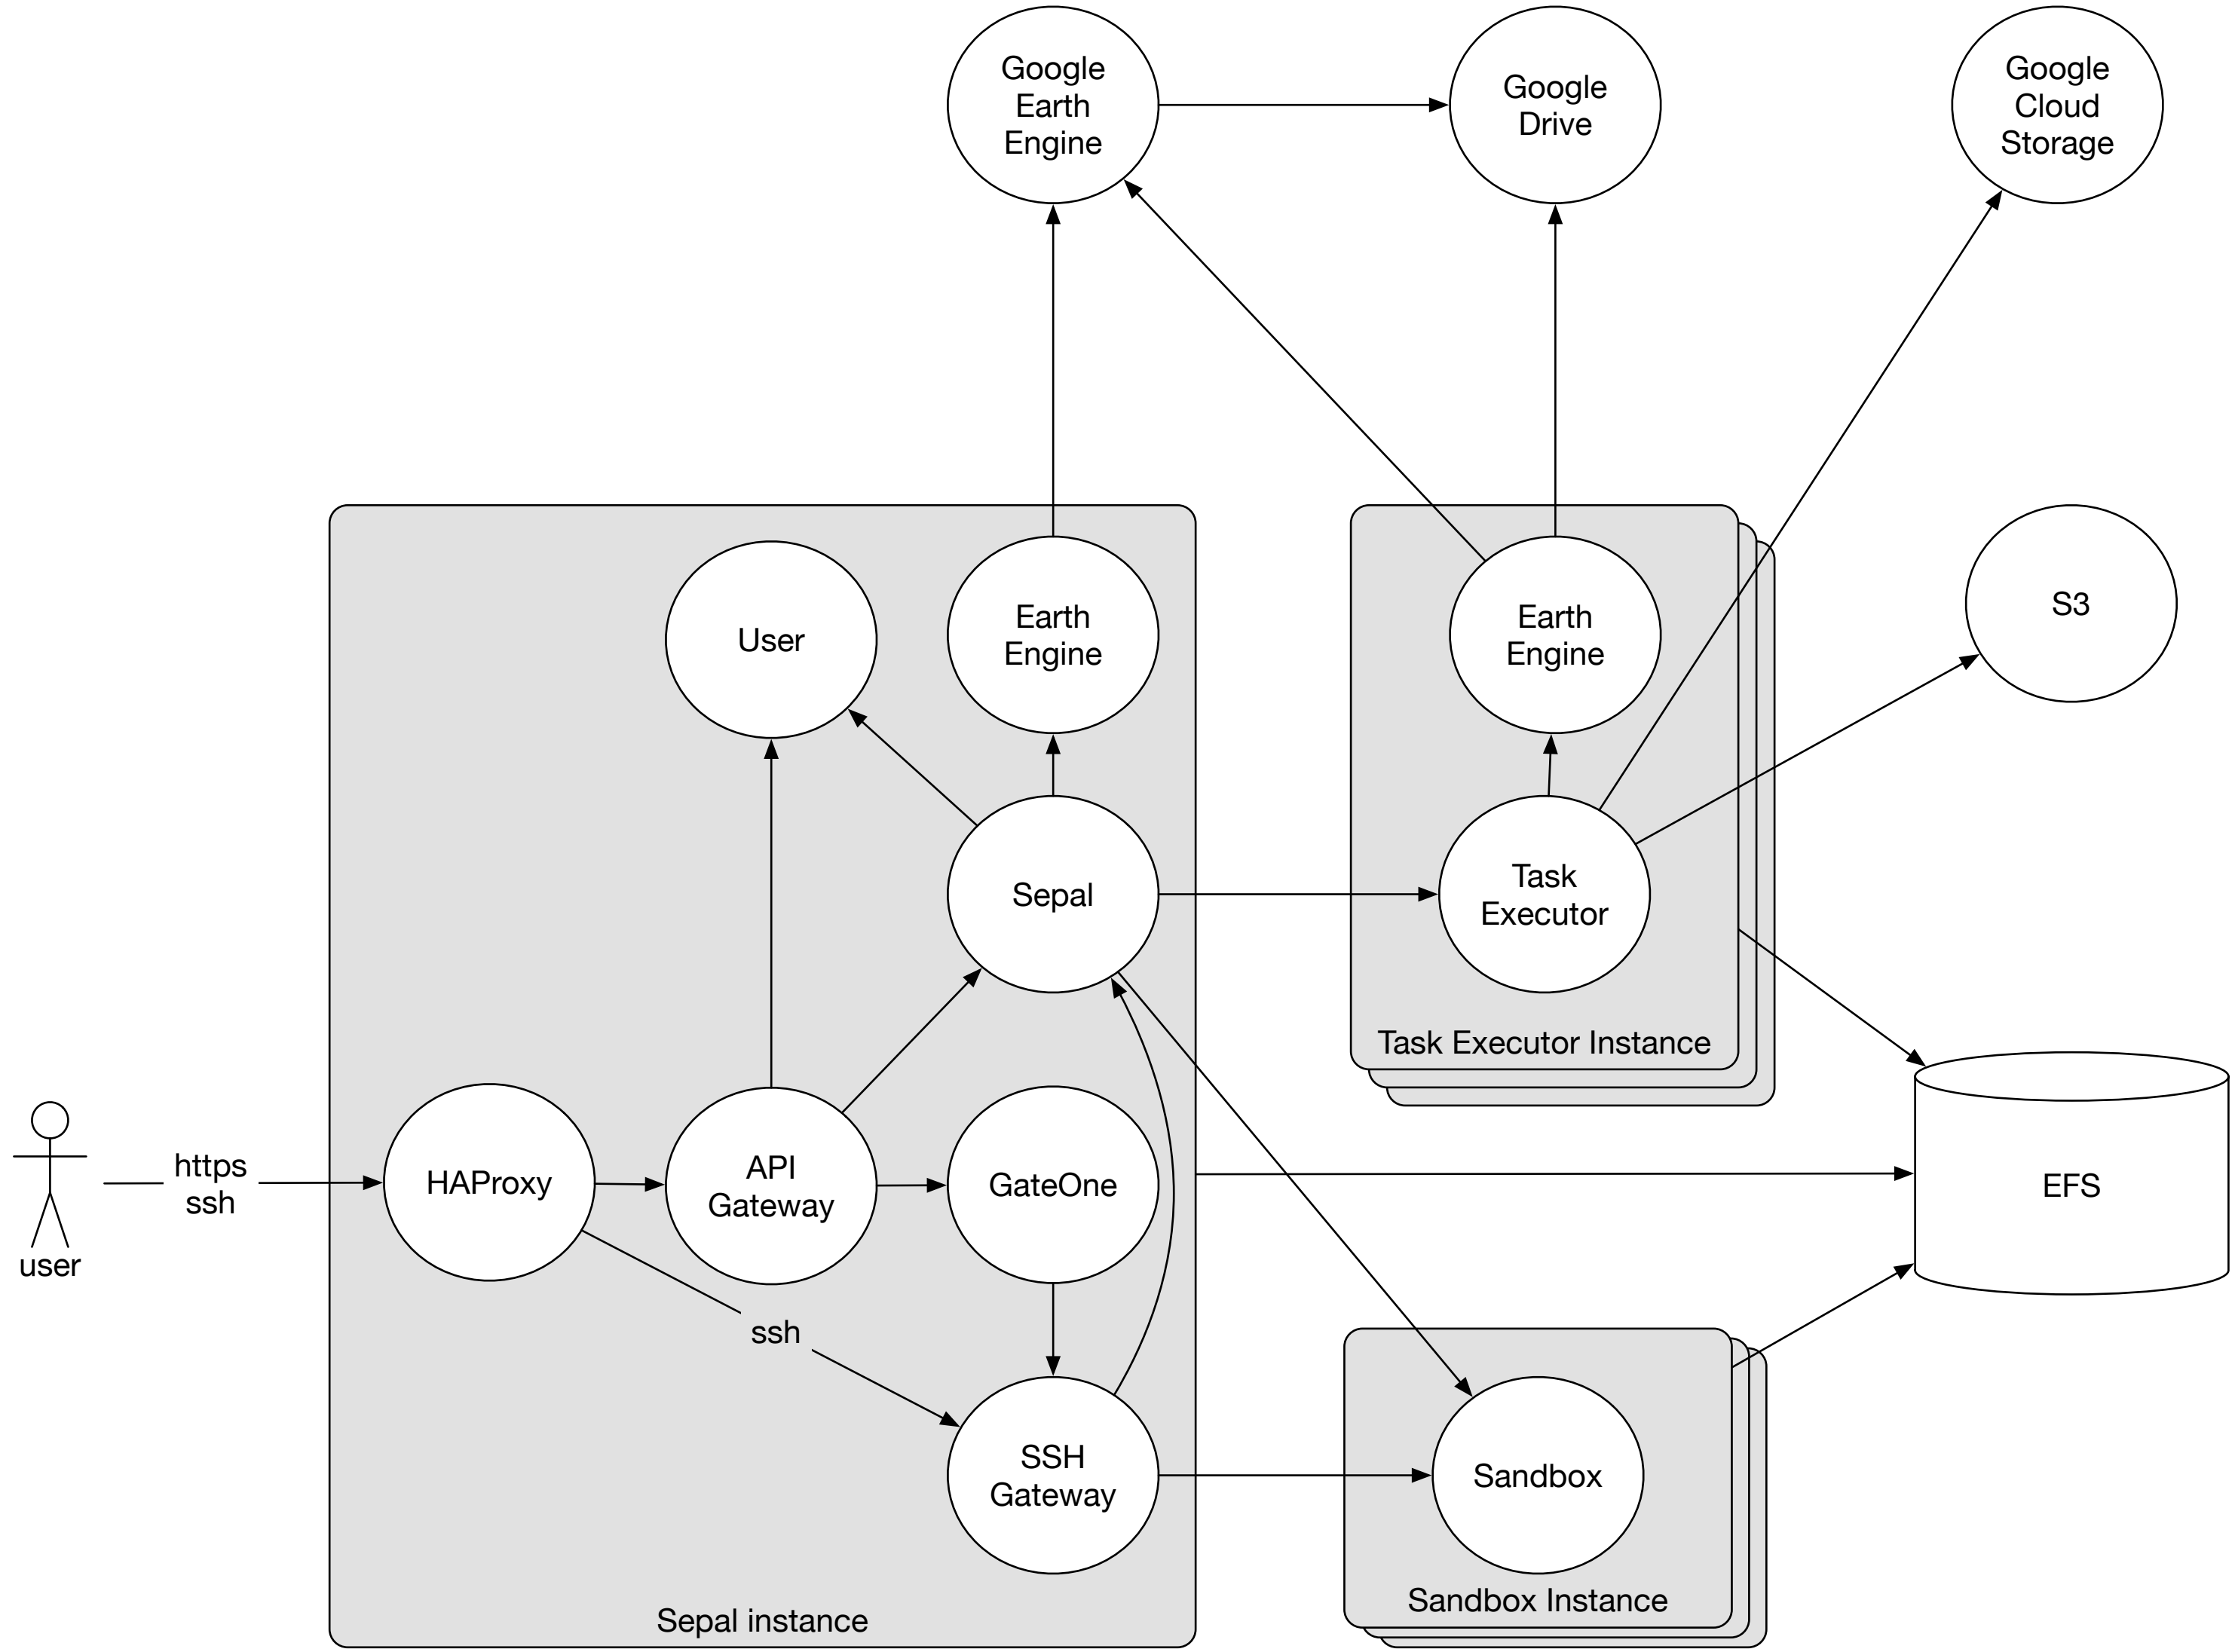 Google
Earth
Engine
Google
Drive
Google
Cloud
Storage
User
Earth
Engine
Earth
Engine
S3
Sepal
Task
Executor
Task Executor Instance
https
ssh
user
HAProxy
API
Gateway
GateOne
EFS
ssh
SSH
Gateway
Sandbox
Sandbox Instance
Sepal instance